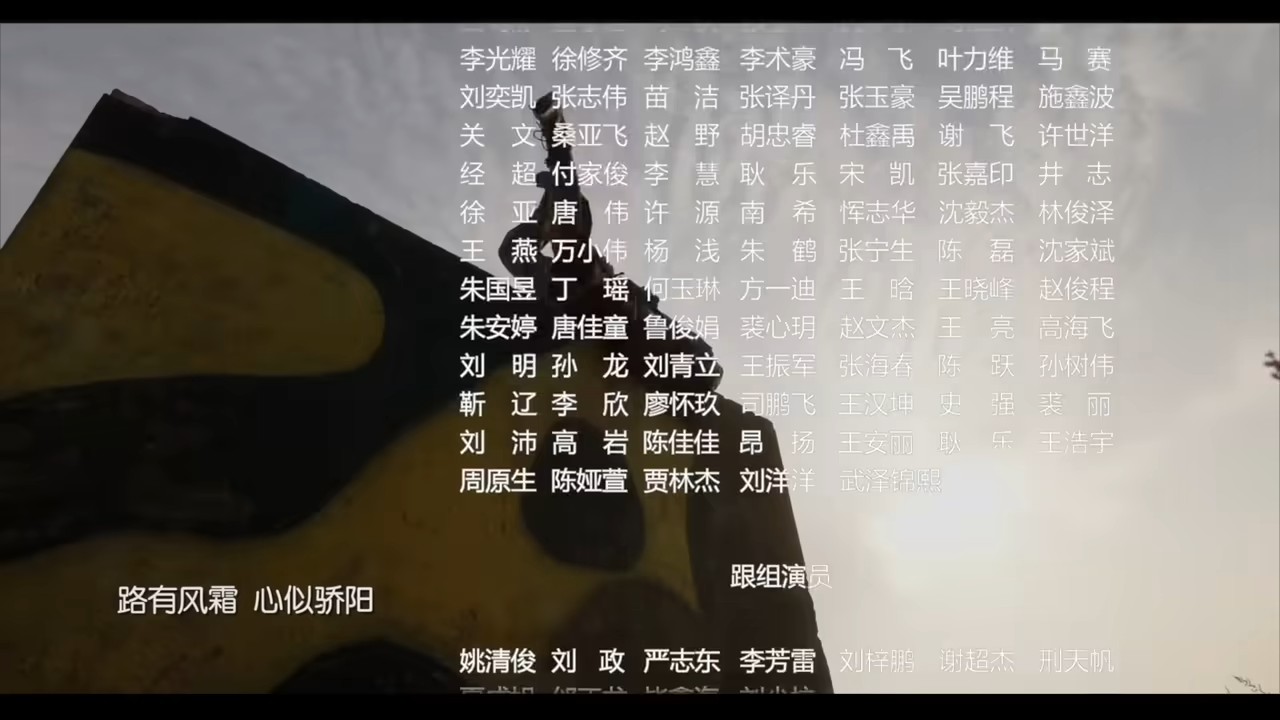 李光耀 徐修齐 李鸿鑫 李术豪 冯 飞 叶力维 马 赛
刘奕凯 张志伟 苗 洁 张译丹 张玉豪 吴鹏程 施鑫波
关 文 桑亚飞 赵 野 胡忠睿 杜鑫禹 谢 飞 许世洋
经 超 付家俊 李 慧 耿 乐 宋 凯 张嘉印 井 志
徐 亚 唐 伟 许 源 南 希 恽志华 沈毅杰 林俊泽
王 燕 万小伟 杨 浅 朱 鹤 张宁生 陈 磊 沈家斌
朱国昱 丁 瑶 何玉琳 方一迪 王 晗 王晓峰 赵俊程
朱安婷 唐佳童 鲁俊娟 裘心玥 赵文杰 王 亮 高海飞
刘 明 孙 龙 刘青立 王振军 张海春 陈 跃 孙树伟
靳 辽 李 欣 廖怀玖 司鹏飞 王汉坤 史 强 裘 丽
刘 沛 高 岩 陈佳佳 昂 扬 王安丽 耿 乐 王浩宇
周原生 陈娅萱 贾林杰 刘洋洋 武泽锦熙
跟组演员
路有风霜 心似骄阳
姚清俊 刘 政 严志东 李芳雷 刘梓鹏 谢超杰 刑天帆